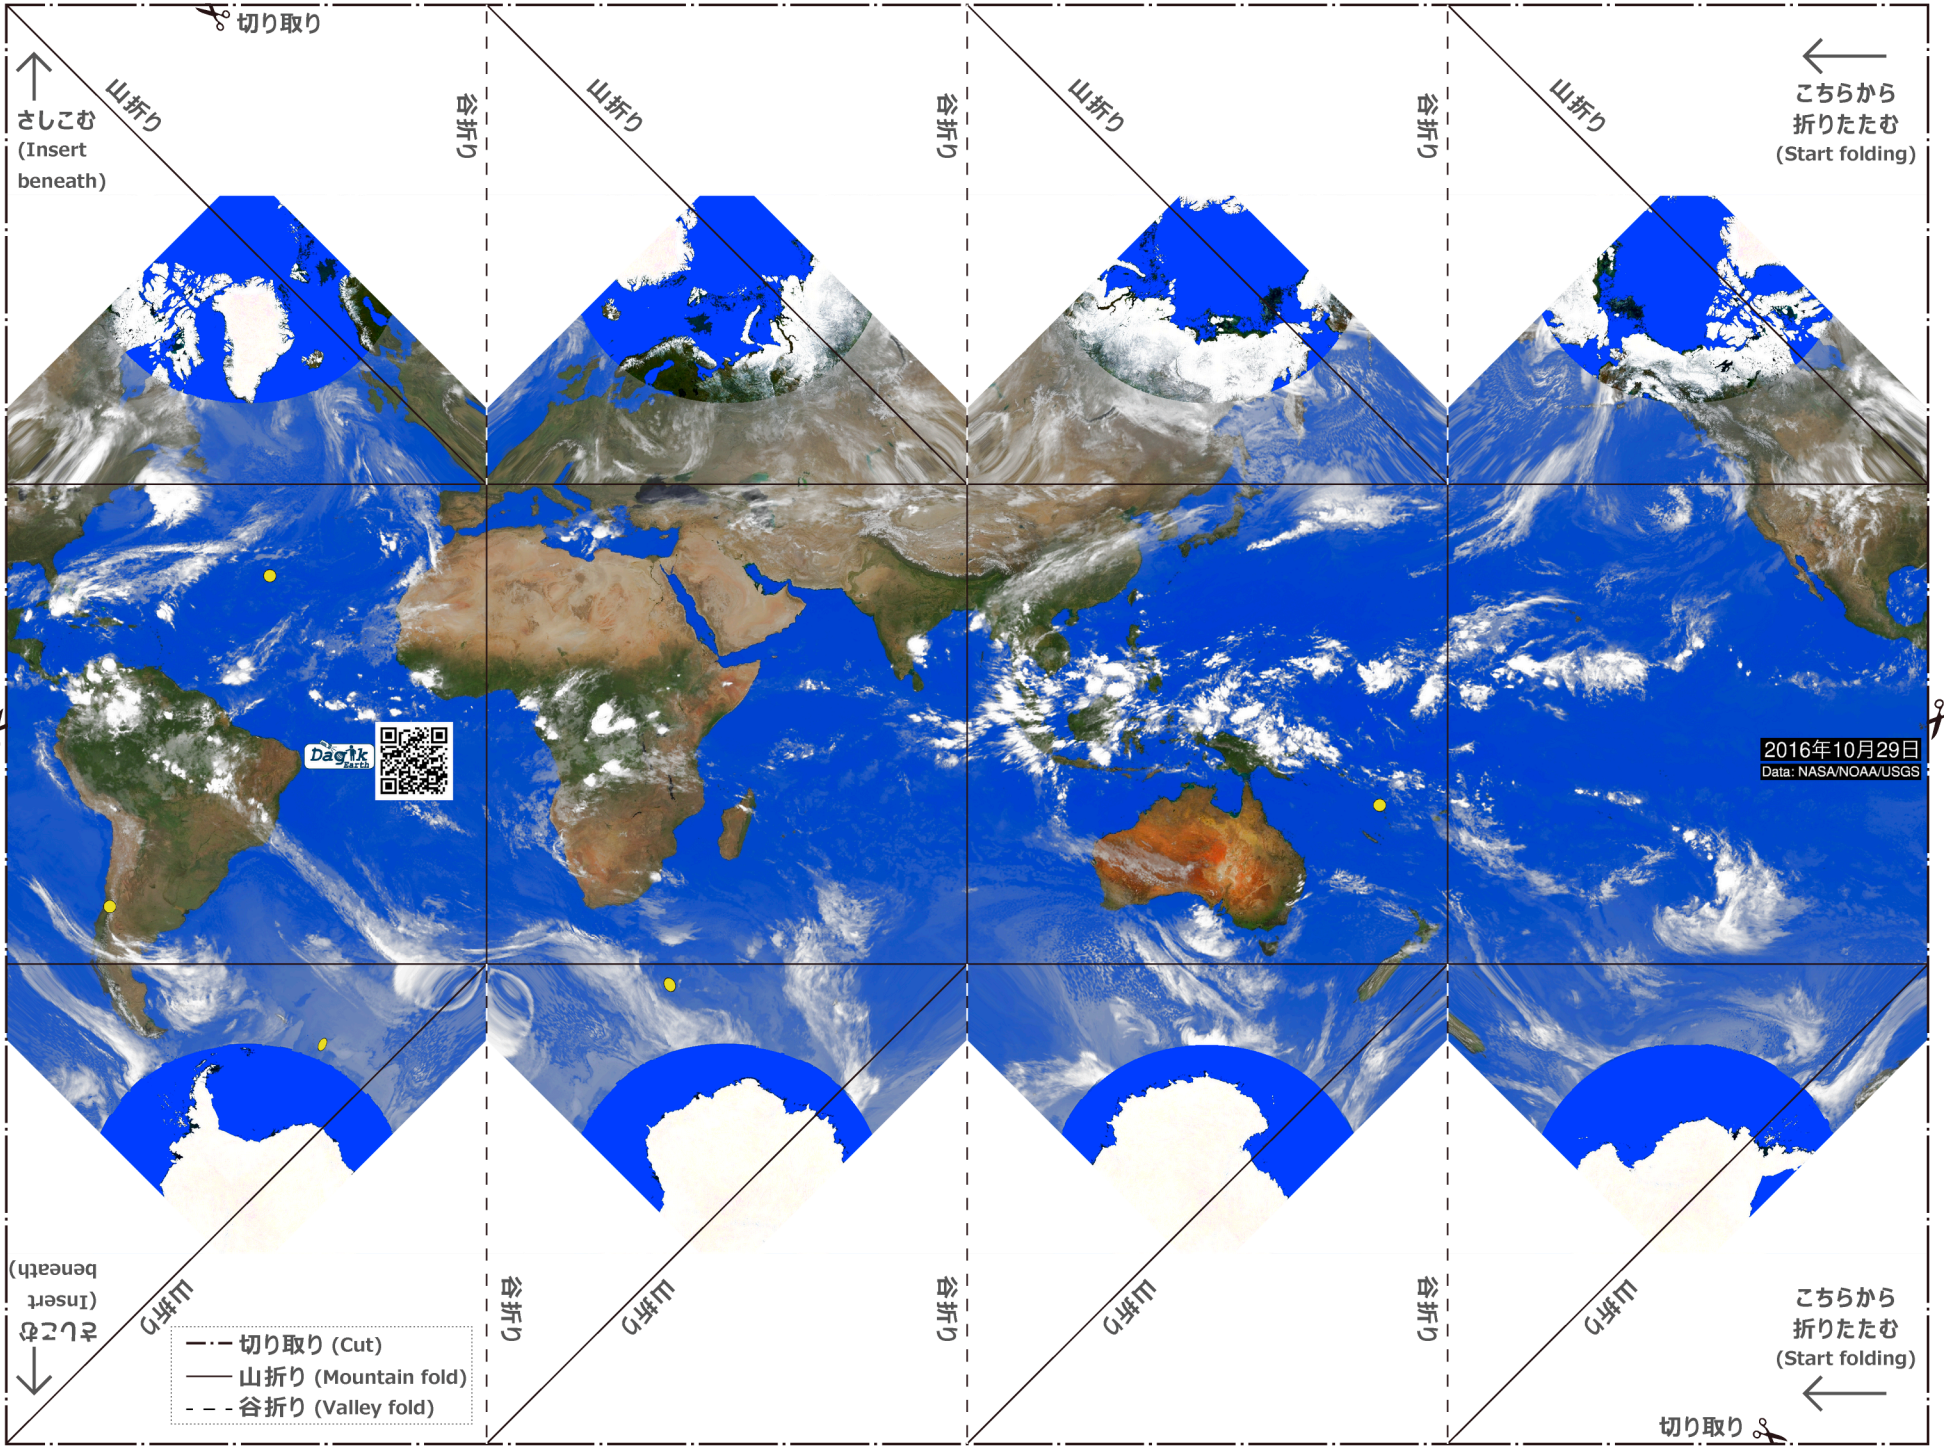 切り取り
山折り
谷折り
山折り
谷折り
山折り
谷折り
山折り
さしこむ
(Insert
beneath)
こちらから
折りたたむ
(Start folding)
Dagik
Earth
2016年10月29日
Data: NASA/NOAA/USGS
さしこむ
(Insert
beneath)
山折り
谷折り
山折り
谷折り
山折り
谷折り
山折り
こちらから
折りたたむ
(Start folding)
切り取り (Cut)
山折り (Mountain fold)
谷折り (Valley fold)
切り取り